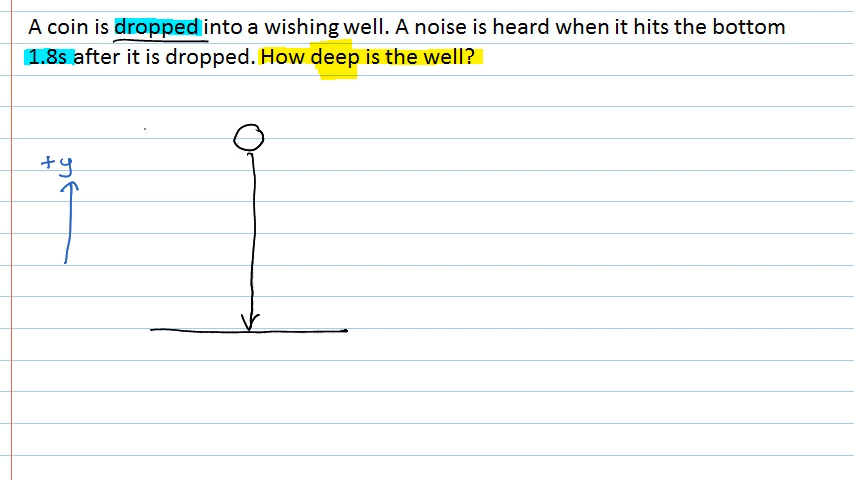 A coin is dropped into a wishing well. A noise is heard when it hits the bottom
1.8s after it is dropped. How deep is the well?
+y